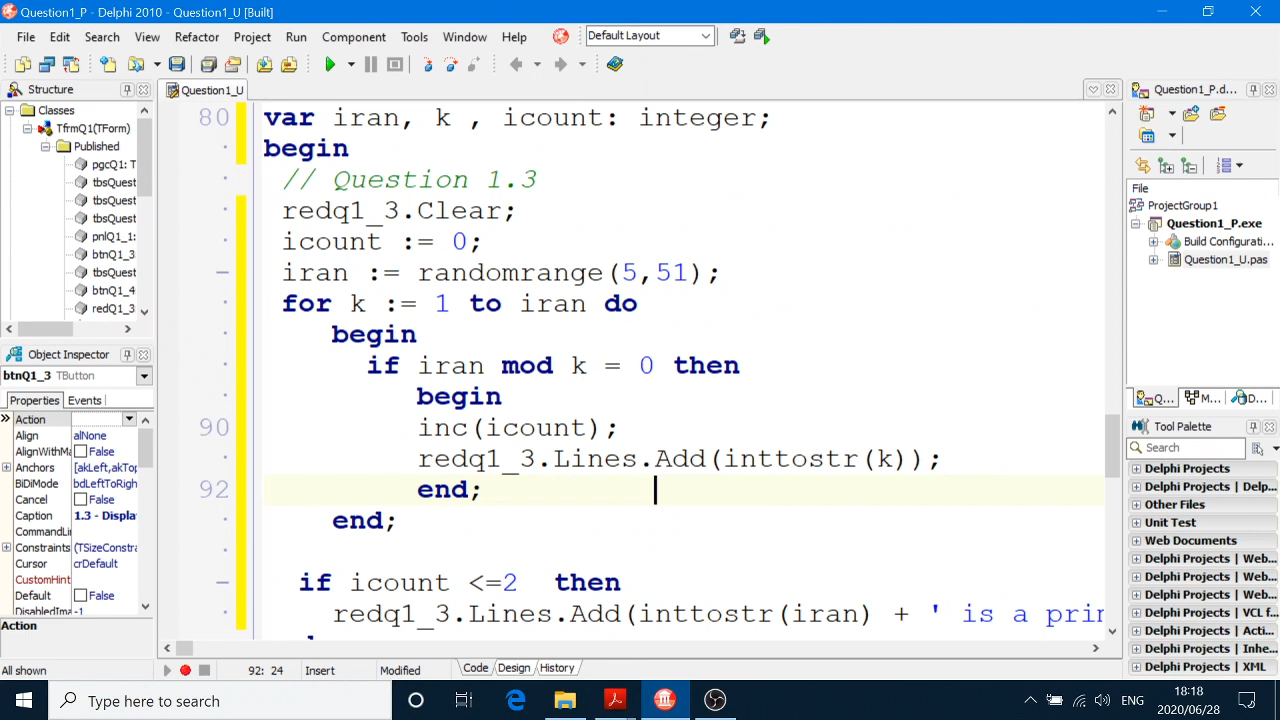 Question1_P - Delphi 2010 - Question1_U [Built]
File Edit Search View Refactor Project Run Component Tools Window Help Default Layout
Structure
Classes
TfrmQ1(TForm)
Published
pgcQ1: T
tbsQuest
tbsQuest
tbsQuest
pnlQ1_1:
btnQ1_3
tbsQuest
btnQ1_4
redQ1_3
Object Inspector
btnQ1_3 TButton
Properties Events
Action
Align alNone
AlignWithMa False
Anchors [akLeft,akTop
BiDiMode bdLeftToRigh
Cancel False
Caption 1.3 - Displa
CommandLi
Constraints (TSizeConstra
Cursor crDefault
CustomHint
Default False
DisabledIma -1
Action
All shown
Question1_U
80 var iran, k , icount: integer;
begin
// Question 1.3
redq1_3.Clear;
icount := 0;
iran := randomrange(5,51);
for k := 1 to iran do
begin
if iran mod k = 0 then
begin
90 inc(icount);
redq1_3.Lines.Add(inttostr(k));
92 end;
end;
if icount <=2 then
redq1_3.Lines.Add(inttostr(iran) + ' is a prin
92: 24 Insert Modified Code Design History
Question1_P.d...
File
ProjectGroup1
Question1_P.exe
Build Configurati...
Question1_U.pas
Q... M... D...
Tool Palette
Search
Delphi Projects
Delphi Projects | Delp...
Other Files
Unit Test
Web Documents
Delphi Projects | Web...
Delphi Projects | Web...
Delphi Projects | Web...
Delphi Projects | VCL f...
Delphi Projects | Acti...
Delphi Projects | Inhe...
Delphi Projects | XML
Type here to search
ENG
18:18
2020/06/28